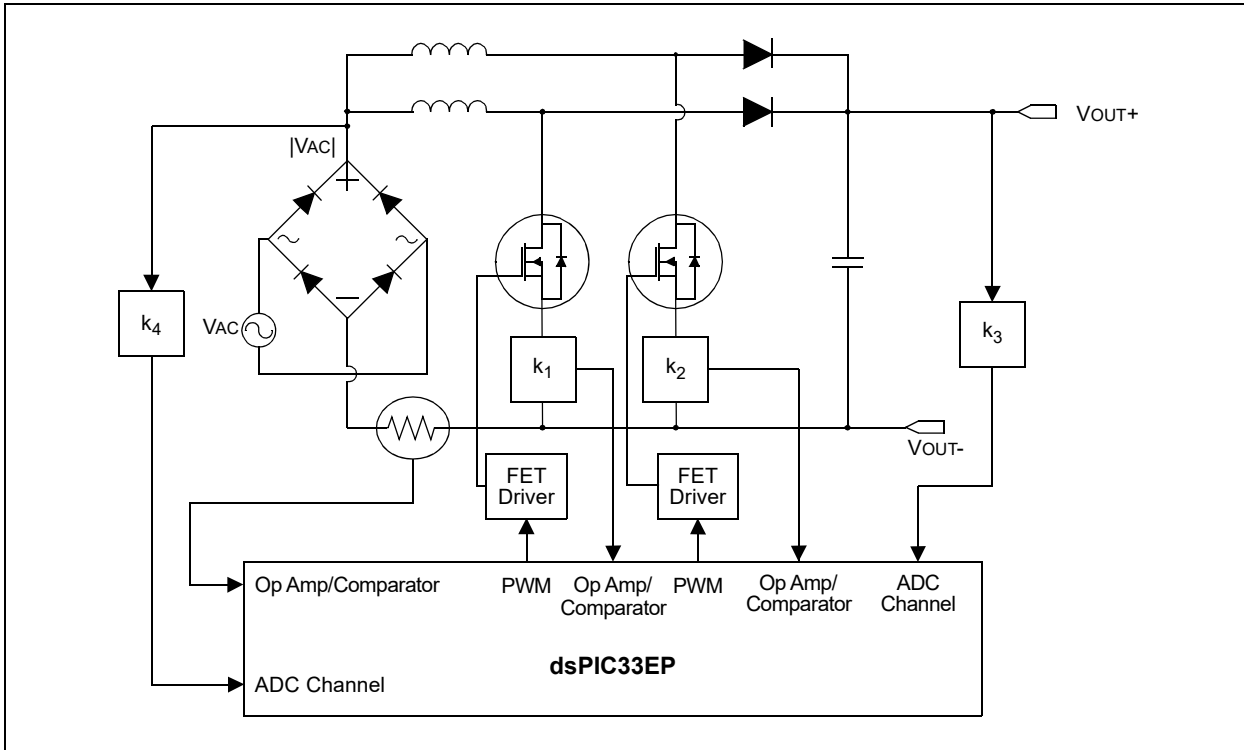 VOUT+
|VAC|
k4
VAC
k1
k2
k3
VOUT-
FET
Driver
FET
Driver
Op Amp/Comparator
PWM
Op Amp/
Comparator
PWM
Op Amp/
Comparator
ADC
Channel
dsPIC33EP
ADC Channel